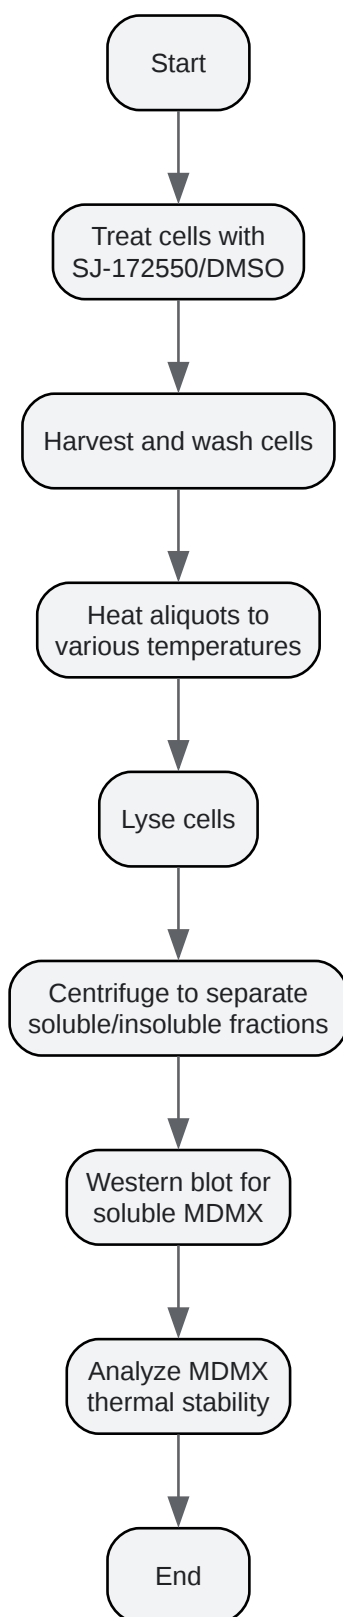 Start
Treat cells with
SJ-172550/DMSO
Harvest and wash cells
Heat aliquots to
various temperatures
Lyse cells
Centrifuge to separate
soluble/insoluble fractions
Western blot for
soluble MDMX
Analyze MDMX
thermal stability
End